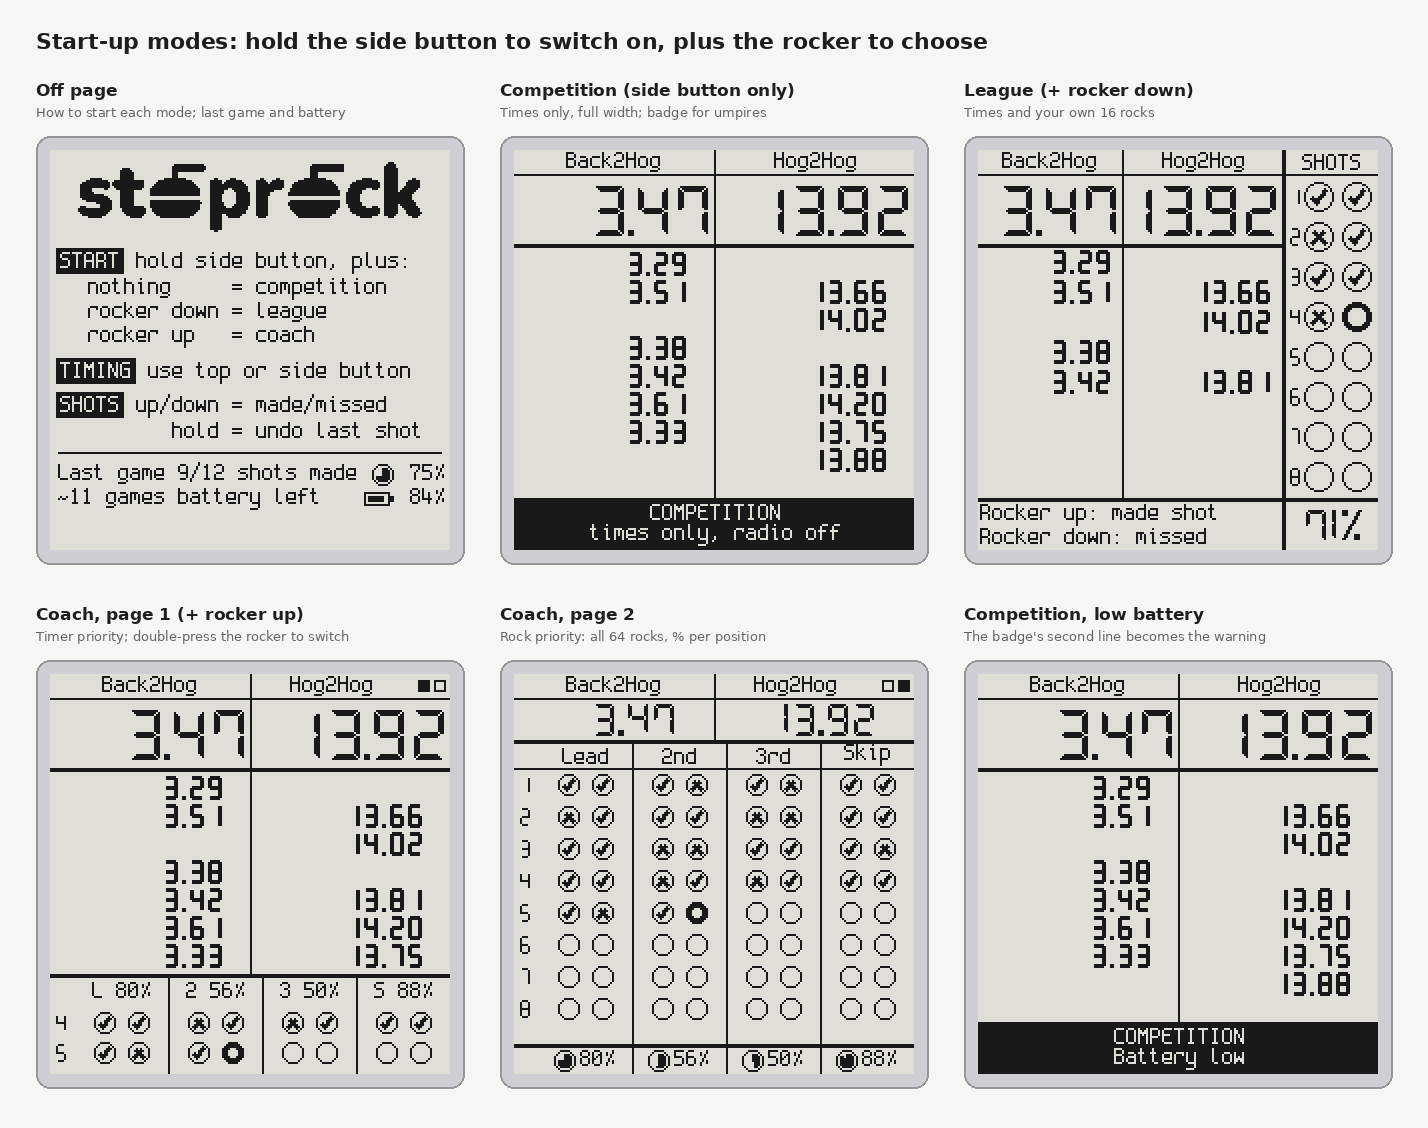 Start-up modes: hold the side button to switch on, plus the rocker to choose
Off page
How to start each mode; last game and battery
stoprock
START hold side button, plus:
nothing = competition
rocker down = league
rocker up = coach
TIMING use top or side button
SHOTS up/down = made/missed
hold = undo last shot
Last game 9/12 shots made 75%
~11 games battery left 84%
Competition (side button only)
Times only, full width; badge for umpires
Back2Hog Hog2Hog
3.47 13.92
3.29
3.51 13.66
14.02
3.38
3.42 13.81
3.61 14.20
3.33 13.75
13.88
COMPETITION
times only, radio off
League (+ rocker down)
Times and your own 16 rocks
Back2Hog Hog2Hog SHOTS
3.47 13.92
3.29
3.51 13.66
14.02
3.38
3.42 13.81
1
2
3
4
5
6
7
8
Rocker up: made shot
Rocker down: missed
71%
Coach, page 1 (+ rocker up)
Timer priority; double-press the rocker to switch
Back2Hog Hog2Hog
3.47 13.92
3.29
3.51 13.66
14.02
3.38
3.42 13.81
3.61 14.20
3.33 13.75
L 80% 2 56% 3 50% S 88%
4
5
Coach, page 2
Rock priority: all 64 rocks, % per position
Back2Hog Hog2Hog
3.47 13.92
Lead 2nd 3rd Skip
1
2
3
4
5
6
7
8
80% 56% 50% 88%
Competition, low battery
The badge's second line becomes the warning
Back2Hog Hog2Hog
3.47 13.92
3.29
3.51 13.66
14.02
3.38
3.42 13.81
3.61 14.20
3.33 13.75
13.88
COMPETITION
Battery low